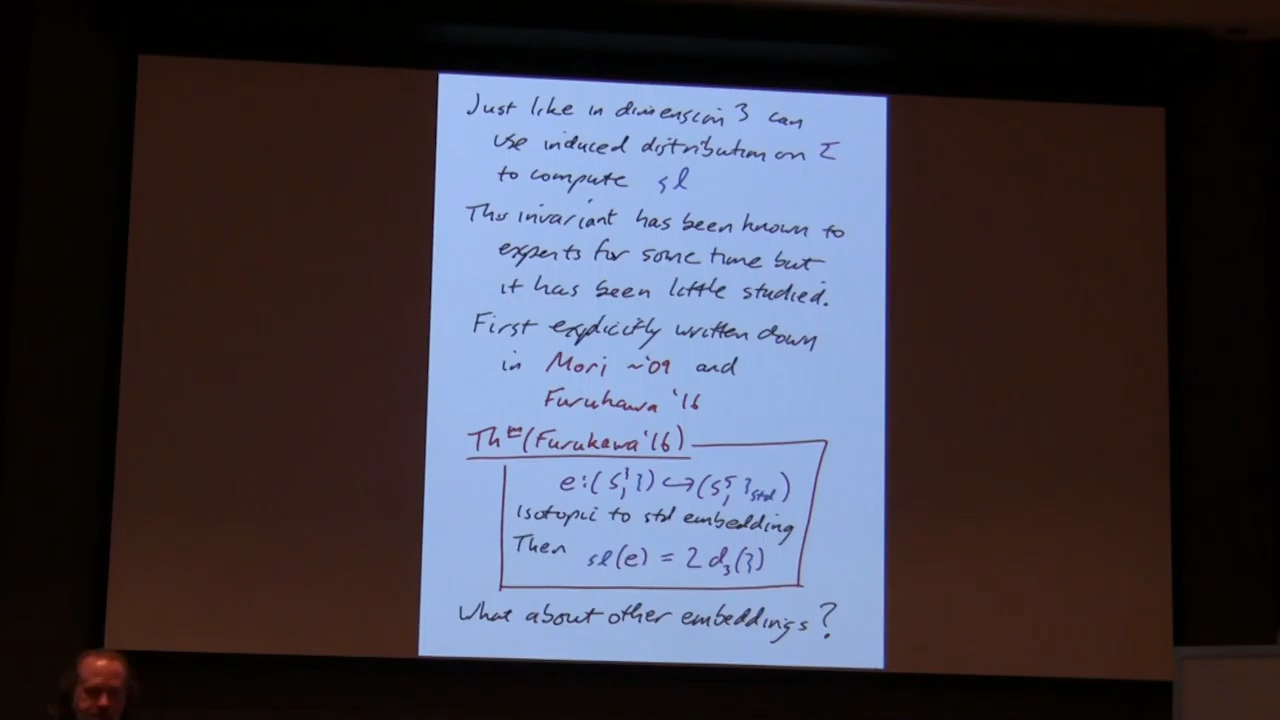 Just like in dimension 3 can
use induced distribution on Σ
to compute sl
This invariant has been known to
experts for some time but
it has been little studied.
First explicitly written down
in Mori ~'09 and
Furukawa '16
Thm (Furukawa '16)
e:(S³,ξ) ↪ (S⁵,ξstd)
isotopic to std embedding
Then sl(e) = 2 d₃(ξ)
What about other embeddings?